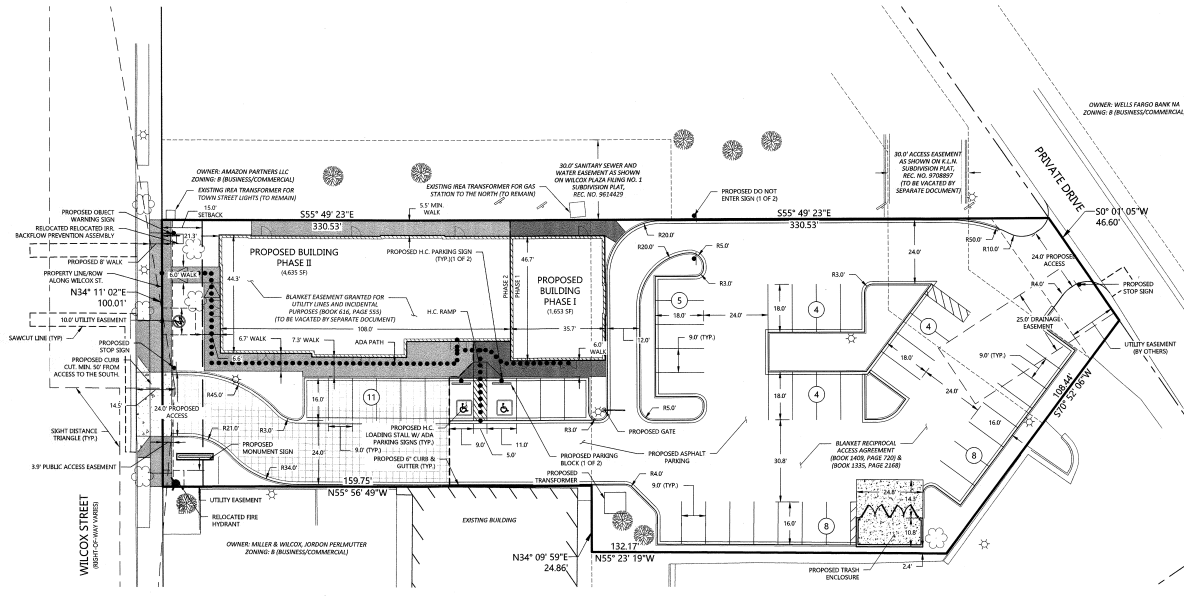 OWNER: WELLS FARGO BANK NA
ZONING: B (BUSINESS/COMMERCIAL)
PRIVATE DRIVE
30.0' ACCESS EASEMENT
AS SHOWN ON K.L.N.
SUBDIVISION PLAT,
REC. NO. 9708897
(TO BE VACATED BY
SEPARATE DOCUMENT)
30.0' SANITARY SEWER AND
WATER EASEMENT AS SHOWN
ON WILCOX PLAZA FILING NO. 1
SUBDIVISION PLAT,
REC. NO. 9614429
OWNER: AMAZON PARTNERS LLC
ZONING: B (BUSINESS/COMMERCIAL)
EXISTING IREA TRANSFORMER FOR
TOWN STREET LIGHTS (TO REMAIN)
EXISTING IREA TRANSFORMER FOR GAS
STATION TO THE NORTH (TO REMAIN)
PROPOSED DO NOT
ENTER SIGN (1 OF 2)
15.0'
SETBACK
5.5' MIN.
WALK
S55° 49' 23"E
330.53'
S55° 49' 23"E
330.53'
S0° 01' 05"W
46.60'
PROPOSED OBJECT
WARNING SIGN
RELOCATED RELOCATED IRR.
BACKFLOW PREVENTION ASSEMBLY
PROPOSED 8' WALK
PROPERTY LINE/ROW
ALONG WILCOX ST.
N34° 11' 02"E
100.01'
10.0' UTILITY EASEMENT
SAWCUT LINE (TYP)
PROPOSED
STOP SIGN
PROPOSED CURB
CUT. MIN. 50' FROM
ACCESS TO THE SOUTH.
14.5'
SIGHT DISTANCE
TRIANGLE (TYP.)
3.9' PUBLIC ACCESS EASEMENT
WILCOX STREET
(RIGHT-OF-WAY VARIES)
21.3'
6.0' WALK
44.3'
PROPOSED BUILDING
PHASE II
(4,635 SF)
BLANKET EASEMENT GRANTED FOR
UTILITY LINES AND INCIDENTAL
PURPOSES (BOOK 616, PAGE 555)
(TO BE VACATED BY SEPARATE DOCUMENT)
108.0'
6.6'
6.7' WALK
7.3' WALK
ADA PATH
PROPOSED H.C. PARKING SIGN
(TYP.)(1 OF 2)
H.C. RAMP
PHASE 2
PHASE 1
46.7'
PROPOSED
BUILDING
PHASE I
(1,653 SF)
35.7'
6.0'
WALK
12.0'
R20.0'
R20.0'
R5.0'
R3.0'
5
18.0'
24.0'
9.0' (TYP.)
R5.0'
18.0'
4
4
18.0'
R3.0'
24.0'
R50.0'
R10.0'
24.0' PROPOSED
ACCESS
R4.0'
PROPOSED
STOP SIGN
25.0' DRAINAGE
EASEMENT
UTILITY EASEMENT
(BY OTHERS)
4
18.0'
24.0'
9.0' (TYP.)
16.0'
8
108.44'
S70° 52' 06"W
24.0' PROPOSED
ACCESS
R45.0'
R21.0'
R3.0'
R34.0'
16.0'
24.0'
11
9.0' (TYP.)
PROPOSED
MONUMENT SIGN
PROPOSED H.C.
LOADING STALL W/ ADA
PARKING SIGNS (TYP.)
PROPOSED 6" CURB &
GUTTER (TYP.)
9.0'
5.0'
11.0'
R3.0'
PROPOSED GATE
PROPOSED PARKING
BLOCK (1 OF 2)
PROPOSED ASPHALT
PARKING
PROPOSED
TRANSFORMER
R4.0'
9.0' (TYP.)
30.8'
16.0'
8
BLANKET RECIPROCAL
ACCESS AGREEMENT
(BOOK 1409, PAGE 720) &
(BOOK 1335, PAGE 2168)
24.8'
14.3'
10.8'
2.4'
PROPOSED TRASH
ENCLOSURE
159.75'
N55° 56' 49"W
UTILITY EASEMENT
RELOCATED FIRE
HYDRANT
EXISTING BUILDING
OWNER: MILLER & WILCOX, JORDON PERLMUTTER
ZONING: B (BUSINESS/COMMERCIAL)
N34° 09' 59"E
24.86'
132.17'
N55° 23' 19"W